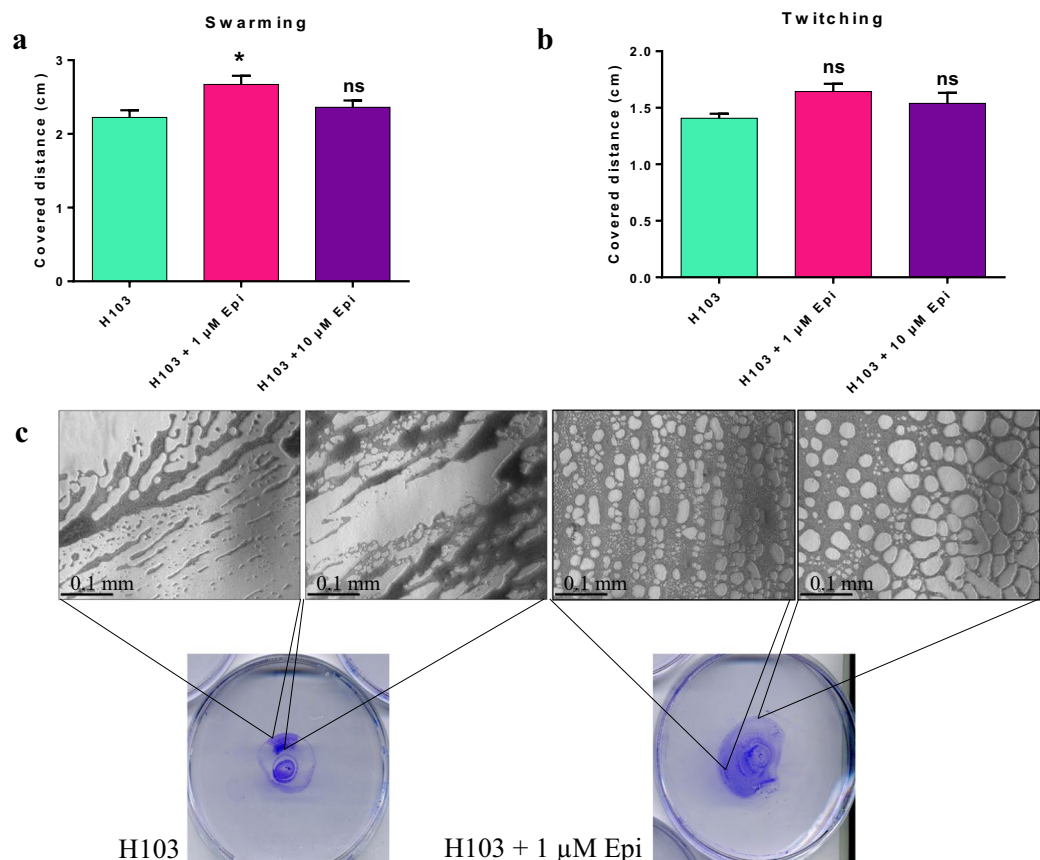 a
Swarming
Covered distance (cm)
3
2
1
0
*
ns
H103
H103 + 1 µM Epi
H103 +10 µM Epi
b
Twitching
Covered distance (cm)
2.0
1.5
1.0
0.5
0.0
ns
ns
H103
H103 + 1 µM Epi
H103 + 10 µM Epi
c
0.1 mm
0.1 mm
0.1 mm
0.1 mm
H103
H103 + 1 µM Epi